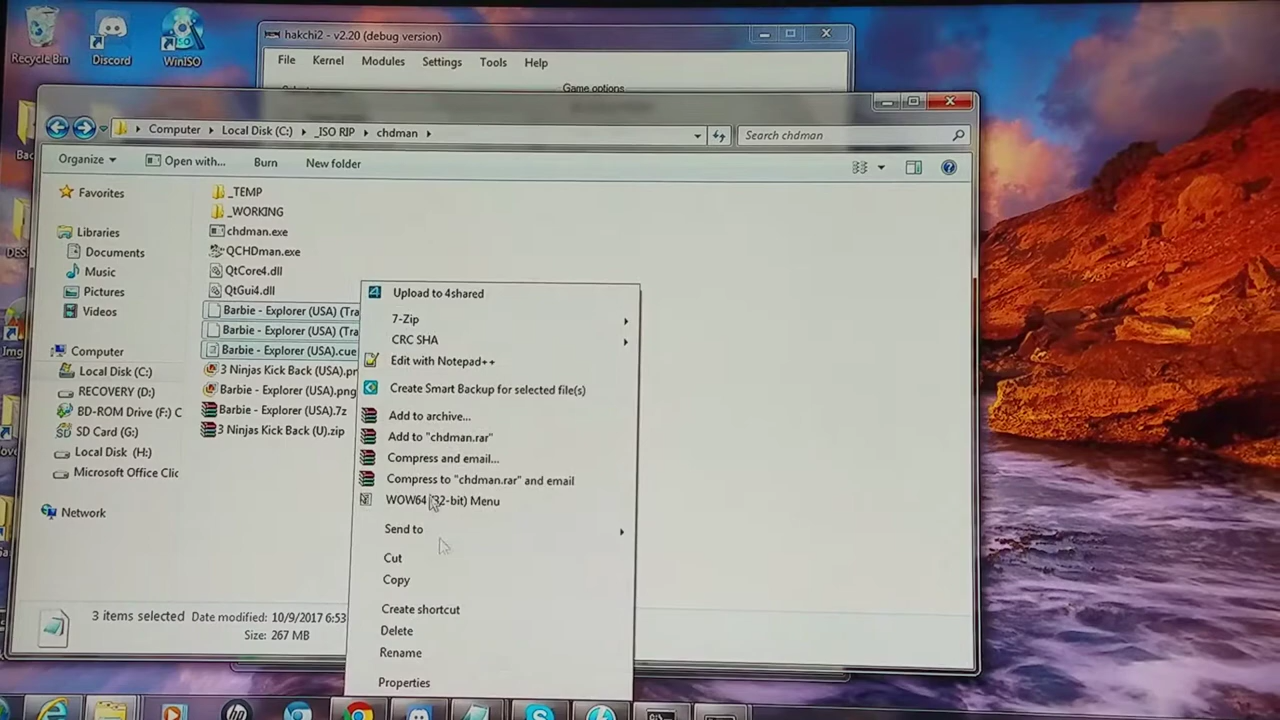 Recycle Bin
Discord
WinISO
hakchi2 - v2.20 (debug version)
File Kernel Modules Settings Tools Help
Game options
Computer Local Disk (C:) _ISO RIP chdman
Search chdman
Organize Open with... Burn New folder
Favorites
Libraries
Documents
Music
Pictures
Videos
Computer
Local Disk (C:)
RECOVERY (D:)
BD-ROM Drive (F:) C
SD Card (G:)
Local Disk (H:)
Microsoft Office Clic
Network
_TEMP
_WORKING
chdman.exe
QCHDman.exe
QtCore4.dll
QtGui4.dll
Barbie - Explorer (USA) (Tra
Barbie - Explorer (USA) (Tra
Barbie - Explorer (USA).cue
3 Ninjas Kick Back (USA).pr
Barbie - Explorer (USA).png
Barbie - Explorer (USA).7z
3 Ninjas Kick Back (U).zip
Upload to 4shared
7-Zip
CRC SHA
Edit with Notepad++
Create Smart Backup for selected file(s)
Add to archive...
Add to "chdman.rar"
Compress and email...
Compress to "chdman.rar" and email
WOW64 (32-bit) Menu
Send to
Cut
Copy
Create shortcut
Delete
Rename
Properties
3 items selected Date modified: 10/9/2017 6:53
Size: 267 MB
hp